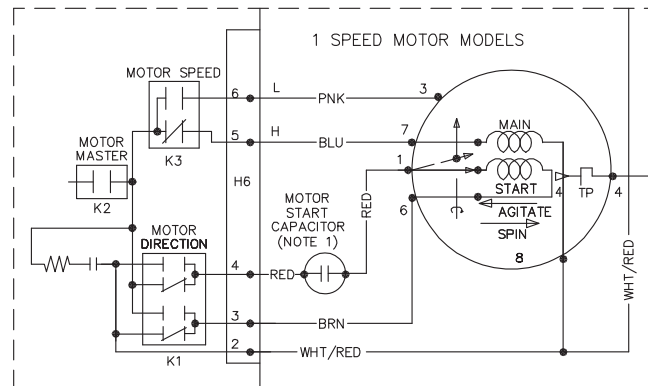 1 SPEED MOTOR MODELS
MOTOR SPEED
6
L
PNK
3
5
H
BLU
7
MAIN
K3
MOTOR
MASTER
K2
H6
MOTOR
START
CAPACITOR
(NOTE 1)
RED
1
START
4
TP
4
6
AGITATE
SPIN
8
MOTOR
DIRECTION
4
RED
3
BRN
2
WHT/RED
K1
WHT/RED